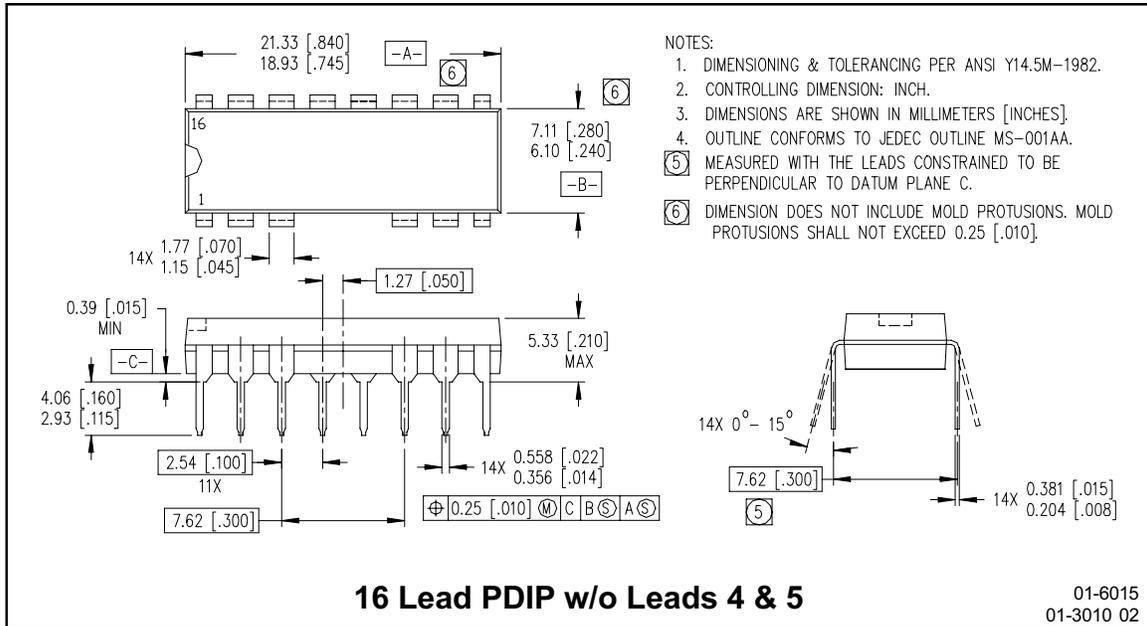 21.33 [.840]
18.93 [.745]
-A-
6
6
16
1
7.11 [.280]
6.10 [.240]
-B-
14X 1.77 [.070]
1.15 [.045]
1.27 [.050]
0.39 [.015]
MIN
-C-
5.33 [.210]
MAX
4.06 [.160]
2.93 [.115]
2.54 [.100]
11X
14X 0.558 [.022]
0.356 [.014]
7.62 [.300]
⌖ 0.25 [.010] Ⓜ C B Ⓢ A Ⓢ
NOTES:
1. DIMENSIONING & TOLERANCING PER ANSI Y14.5M-1982.
2. CONTROLLING DIMENSION: INCH.
3. DIMENSIONS ARE SHOWN IN MILLIMETERS [INCHES].
4. OUTLINE CONFORMS TO JEDEC OUTLINE MS-001AA.
5 MEASURED WITH THE LEADS CONSTRAINED TO BE
PERPENDICULAR TO DATUM PLANE C.
6 DIMENSION DOES NOT INCLUDE MOLD PROTUSIONS. MOLD
PROTUSIONS SHALL NOT EXCEED 0.25 [.010].
14X 0°- 15°
7.62 [.300]
5
14X 0.381 [.015]
0.204 [.008]
16 Lead PDIP w/o Leads 4 & 5
01-6015
01-3010 02